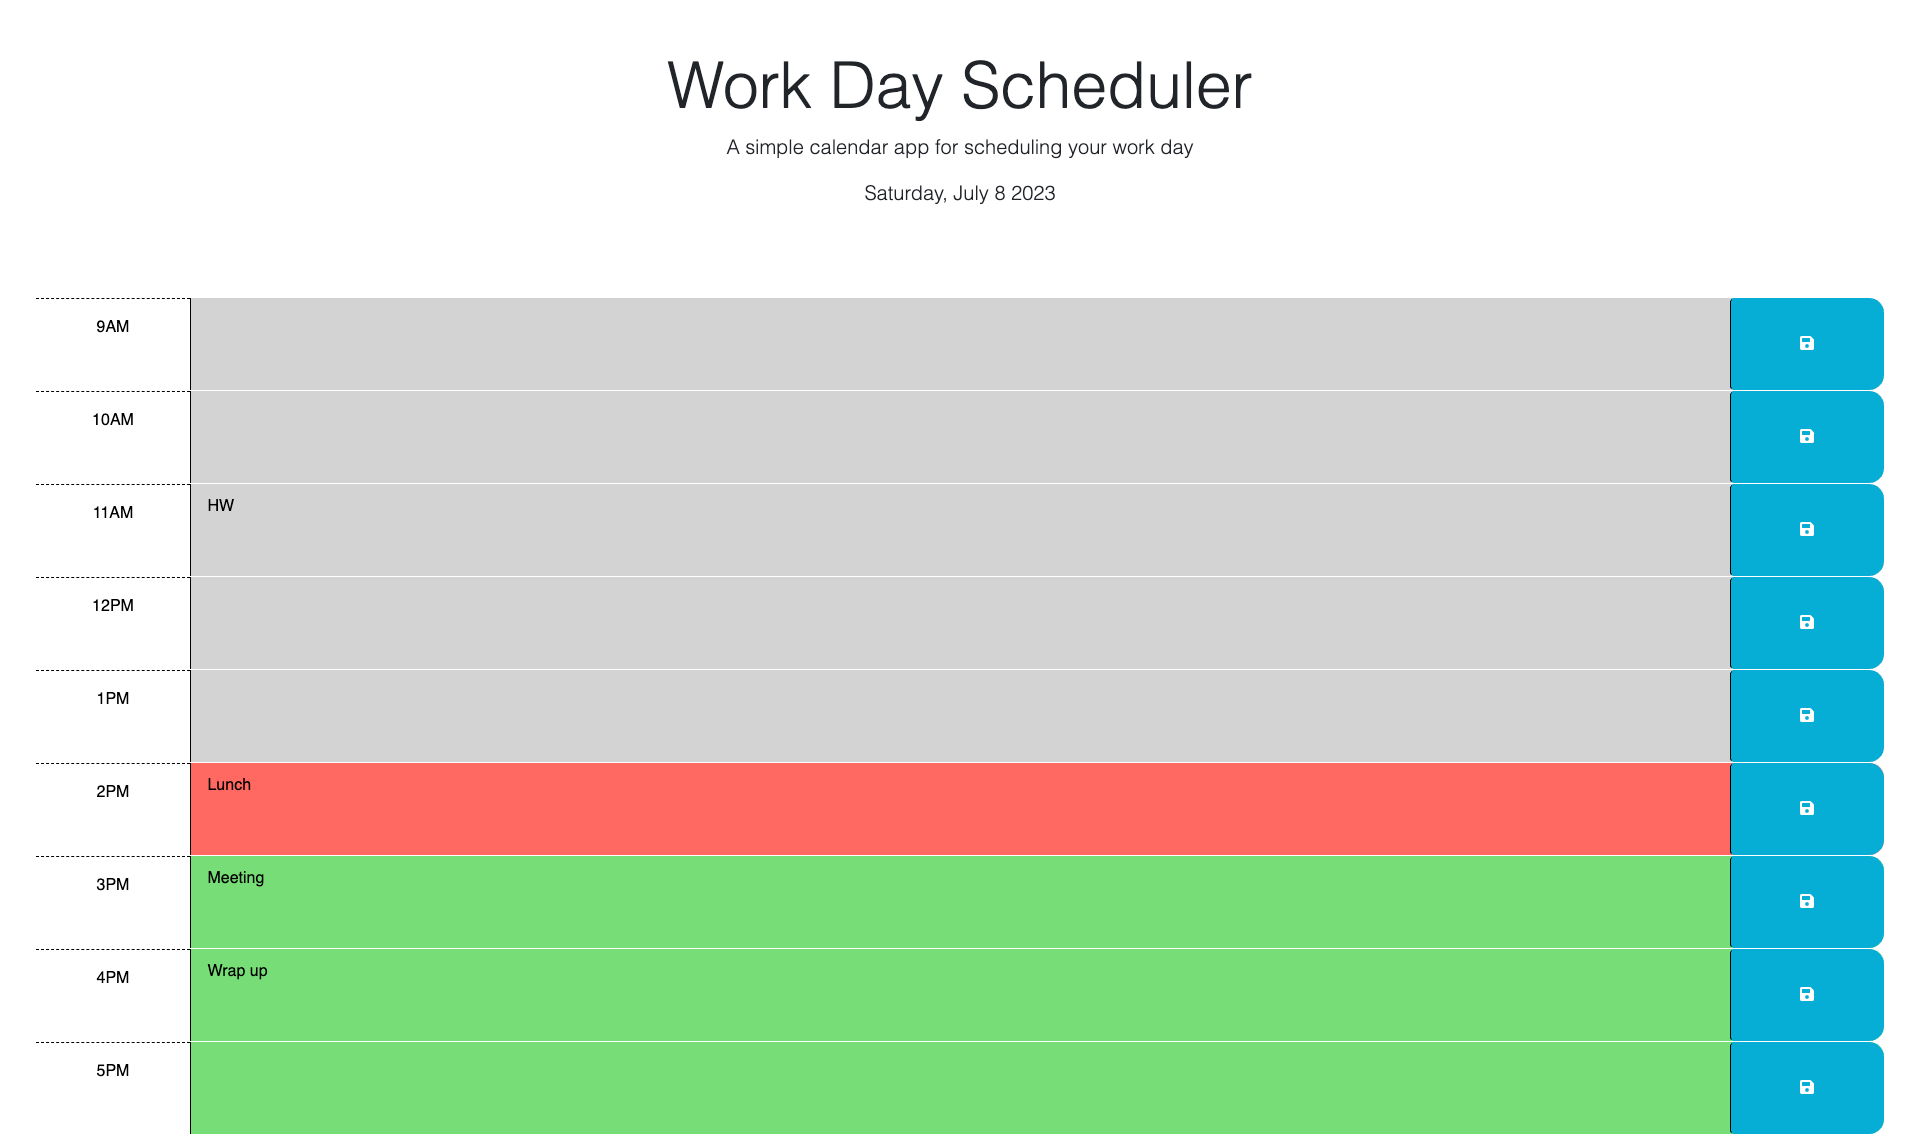 Work Day Scheduler
A simple calendar app for scheduling your work day
Saturday, July 8 2023
9AM
10AM
11AM HW
12PM
1PM
2PM Lunch
3PM Meeting
4PM Wrap up
5PM